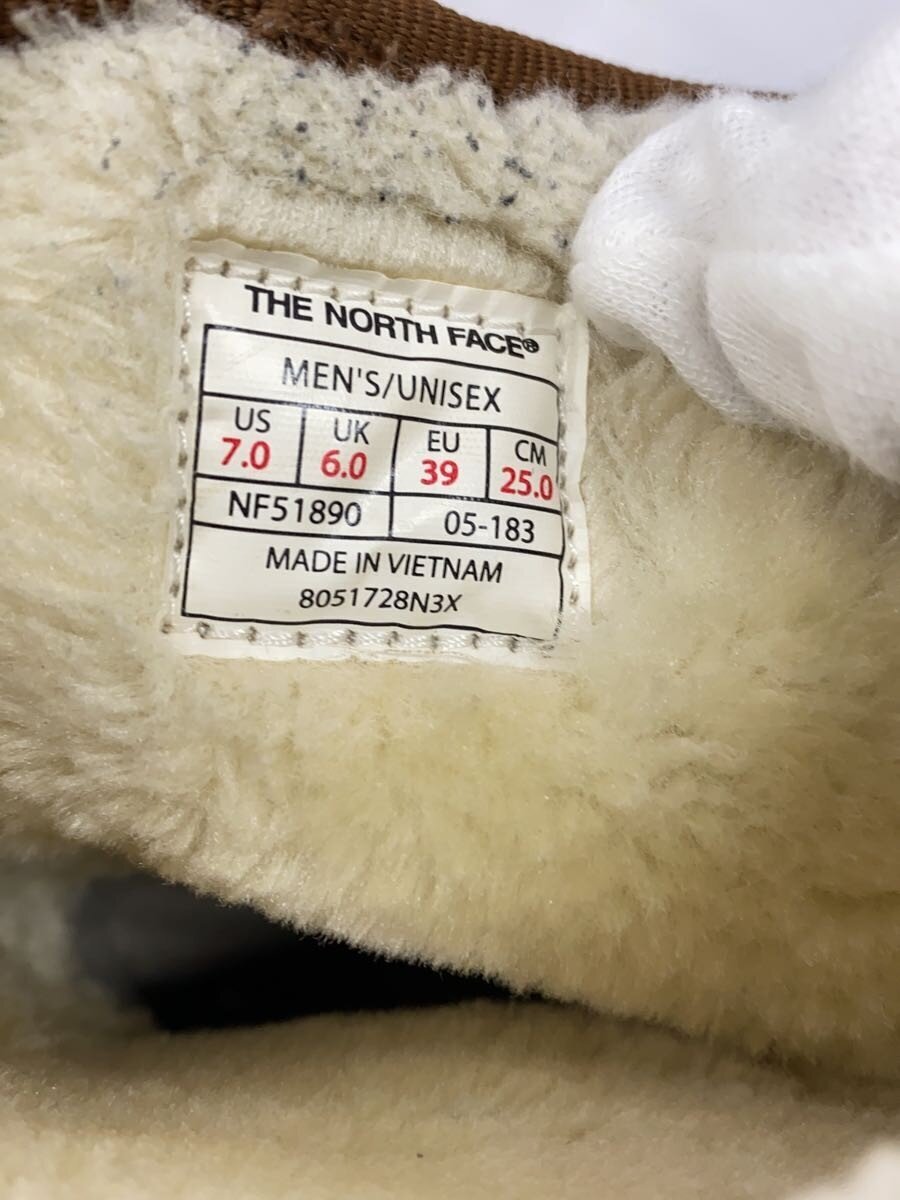 THE NORTH FACE®
MEN'S/UNISEX
US UK EU CM
7.0 6.0 39 25.0
NF51890 05-183
MADE IN VIETNAM
8051728N3X